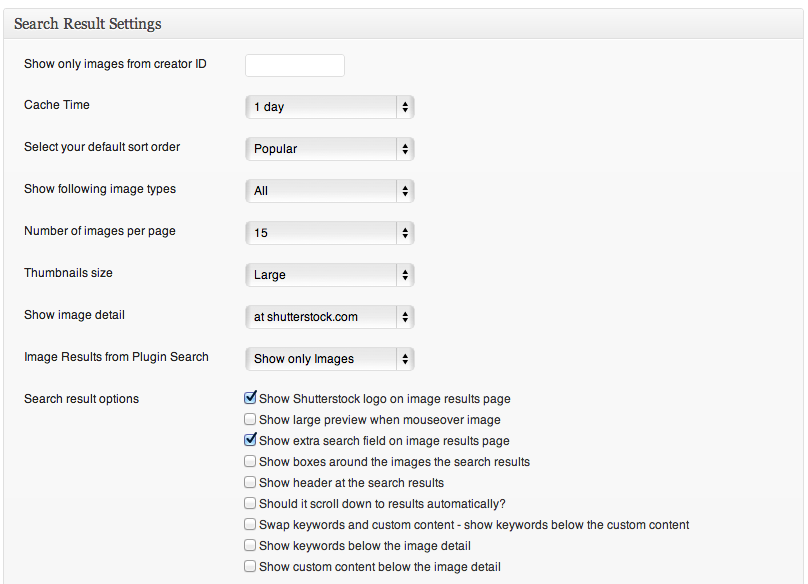 Search Result Settings
Show only images from creator ID
Cache Time 1 day
Select your default sort order Popular
Show following image types All
Number of images per page 15
Thumbnails size Large
Show image detail at shutterstock.com
Image Results from Plugin Search Show only Images
Search result options Show Shutterstock logo on image results page
Show large preview when mouseover image
Show extra search field on image results page
Show boxes around the images the search results
Show header at the search results
Should it scroll down to results automatically?
Swap keywords and custom content - show keywords below the custom content
Show keywords below the image detail
Show custom content below the image detail